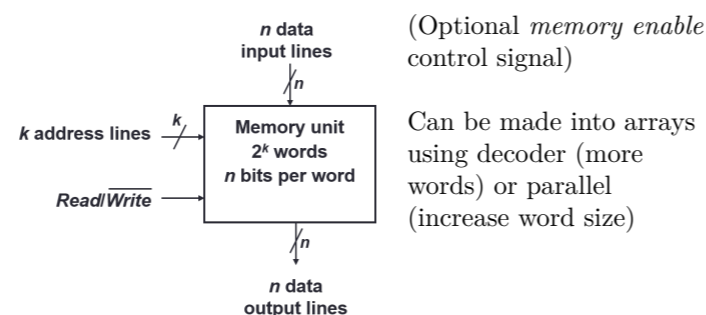 n data
input lines
n
k address lines
k
Memory unit
2ᵏ words
n bits per word
Read/W̅r̅i̅t̅e̅
n
n data
output lines
(Optional memory enable
control signal)
Can be made into arrays
using decoder (more
words) or parallel
(increase word size)